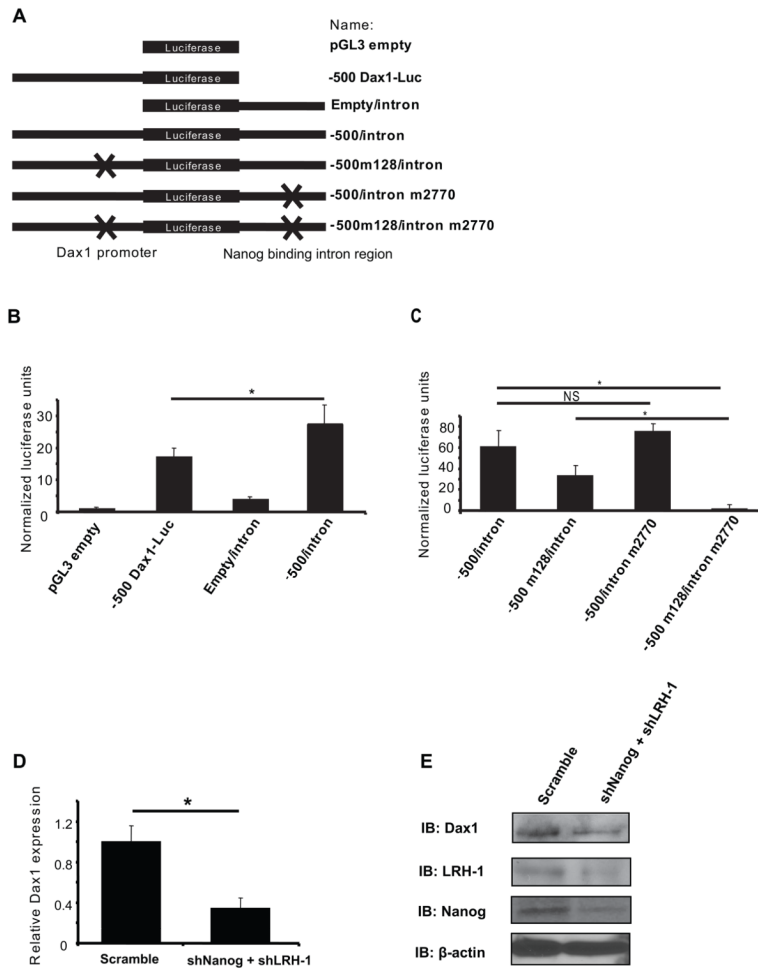 A
Name:
Luciferase
pGL3 empty
Luciferase
-500 Dax1-Luc
Luciferase
Empty/intron
Luciferase
-500/intron
Luciferase
-500m128/intron
Luciferase
-500/intron m2770
Luciferase
-500m128/intron m2770
Dax1 promoter
Nanog binding intron region
B
Normalized luciferase units
30
20
10
0
*
pGL3 empty
-500 Dax1-Luc
Empty/intron
-500/intron
C
Normalized luciferase units
80
60
40
20
0
*
NS
*
-500/intron
-500 m128/intron
-500/intron m2770
-500 m128/intron m2770
D
Relative Dax1 expression
1.2
0.8
0.4
0
*
Scramble
shNanog + shLRH-1
E
Scramble
shNanog + shLRH-1
IB: Dax1
IB: LRH-1
IB: Nanog
IB: β-actin